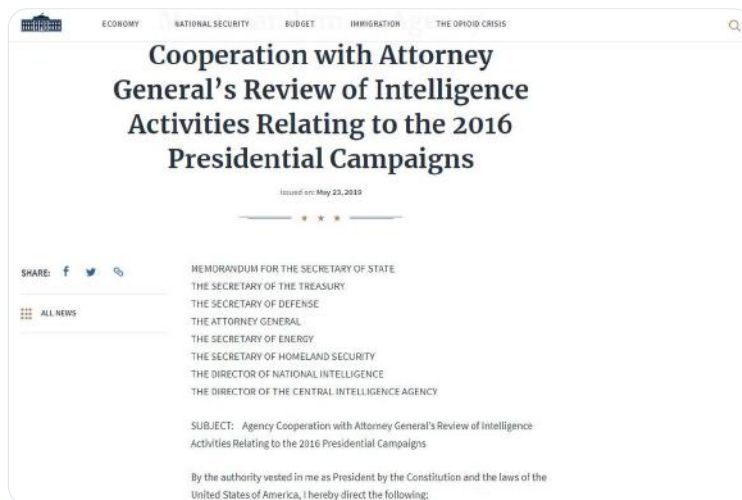 ECONOMY NATIONAL SECURITY BUDGET IMMIGRATION THE OPIOID CRISIS
Cooperation with Attorney
General's Review of Intelligence
Activities Relating to the 2016
Presidential Campaigns
Issued on: May 23, 2019
SHARE:
ALL NEWS
MEMORANDUM FOR THE SECRETARY OF STATE
THE SECRETARY OF THE TREASURY
THE SECRETARY OF DEFENSE
THE ATTORNEY GENERAL
THE SECRETARY OF ENERGY
THE SECRETARY OF HOMELAND SECURITY
THE DIRECTOR OF NATIONAL INTELLIGENCE
THE DIRECTOR OF THE CENTRAL INTELLIGENCE AGENCY
SUBJECT: Agency Cooperation with Attorney General's Review of Intelligence
Activities Relating to the 2016 Presidential Campaigns
By the authority vested in me as President by the Constitution and the laws of the
United States of America, I hereby direct the following: